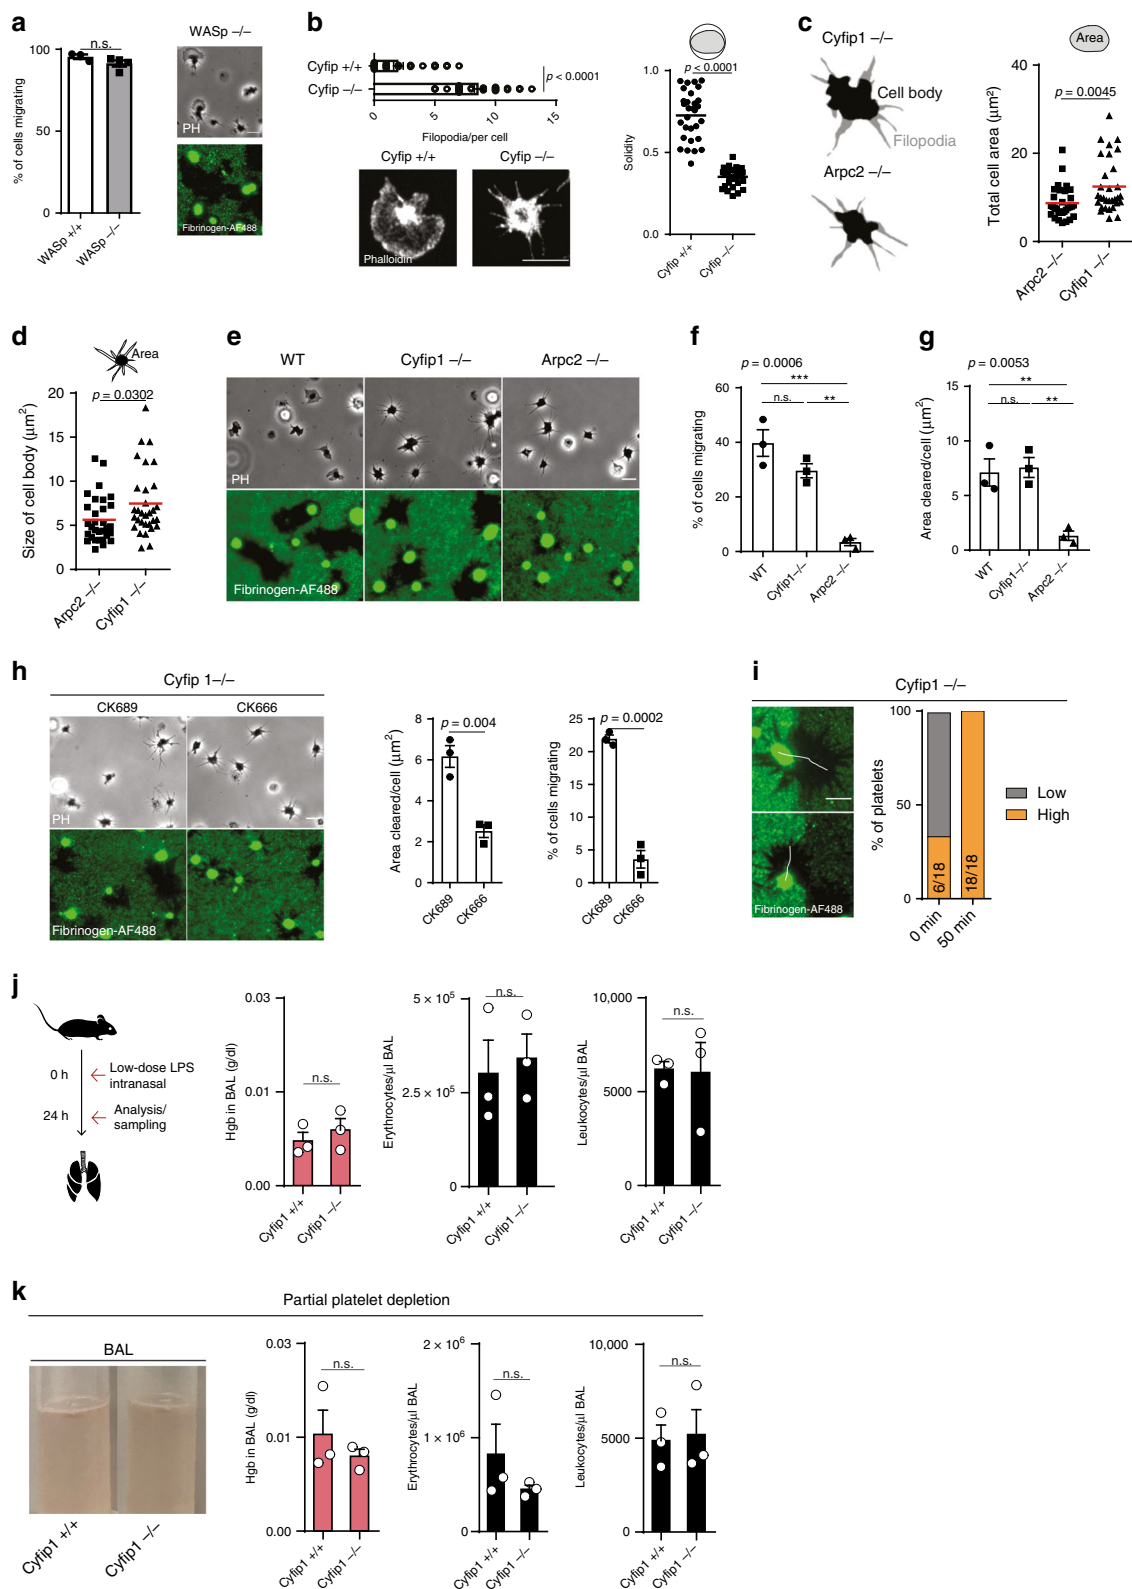 a
WASp –/–
n.s.
100
50
0
% of cells migrating
WASp +/+
WASp –/–
PH
Fibrinogen-AF488
b
Cyfip +/+
Cyfip –/–
p < 0.0001
0
5
10
15
Filopodia/per cell
Cyfip +/+
Cyfip –/–
Phalloidin
p < 0.0001
1.0
0.5
0.0
Solidity
Cyfip +/+
Cyfip –/–
c
Cyfip1 –/–
Cell body
Filopodia
Arpc2 –/–
Area
p = 0.0045
40
20
0
Total cell area (μm²)
Arpc2 –/–
Cyfip1 –/–
d
Area
p = 0.0302
20
15
10
5
0
Size of cell body (μm²)
Arpc2 –/–
Cyfip1 –/–
e
WT
Cyfip1 –/–
Arpc2 –/–
PH
Fibrinogen-AF488
f
p = 0.0006
***
n.s.
**
60
40
20
0
% of cells migrating
WT
Cyfip1–/–
Arpc2 –/–
g
p = 0.0053
**
n.s.
**
15
10
5
0
Area cleared/cell (μm²)
WT
Cyfip1–/–
Arpc2 –/–
h
Cyfip 1–/–
CK689
CK666
PH
Fibrinogen-AF488
p = 0.004
8
6
4
2
0
Area cleared/cell (μm²)
CK689
CK666
p = 0.0002
25
20
15
10
5
0
% of cells migrating
CK689
CK666
i
Cyfip1 –/–
Fibrinogen-AF488
100
50
0
% of platelets
6/18
18/18
0 min
50 min
Low
High
j
0 h
Low-dose LPS
intranasal
24 h
Analysis/
sampling
0.03
0.01
0.00
Hgb in BAL (g/dl)
n.s.
Cyfip1 +/+
Cyfip1 –/–
5 × 10⁵
2.5 × 10⁵
0
Erythrocytes/μl BAL
n.s.
Cyfip1 +/+
Cyfip1 –/–
10,000
5000
0
Leukocytes/μl BAL
n.s.
Cyfip1 +/+
Cyfip1 –/–
k
Partial platelet depletion
BAL
Cyfip1 +/+
Cyfip1 –/–
0.03
0.01
0.00
Hgb in BAL (g/dl)
n.s.
Cyfip1 +/+
Cyfip1 –/–
2 × 10⁶
1 × 10⁶
0
Erythrocytes/μl BAL
n.s.
Cyfip1 +/+
Cyfip1 –/–
10,000
5000
0
Leukocytes/μl BAL
n.s.
Cyfip1 +/+
Cyfip1 –/–